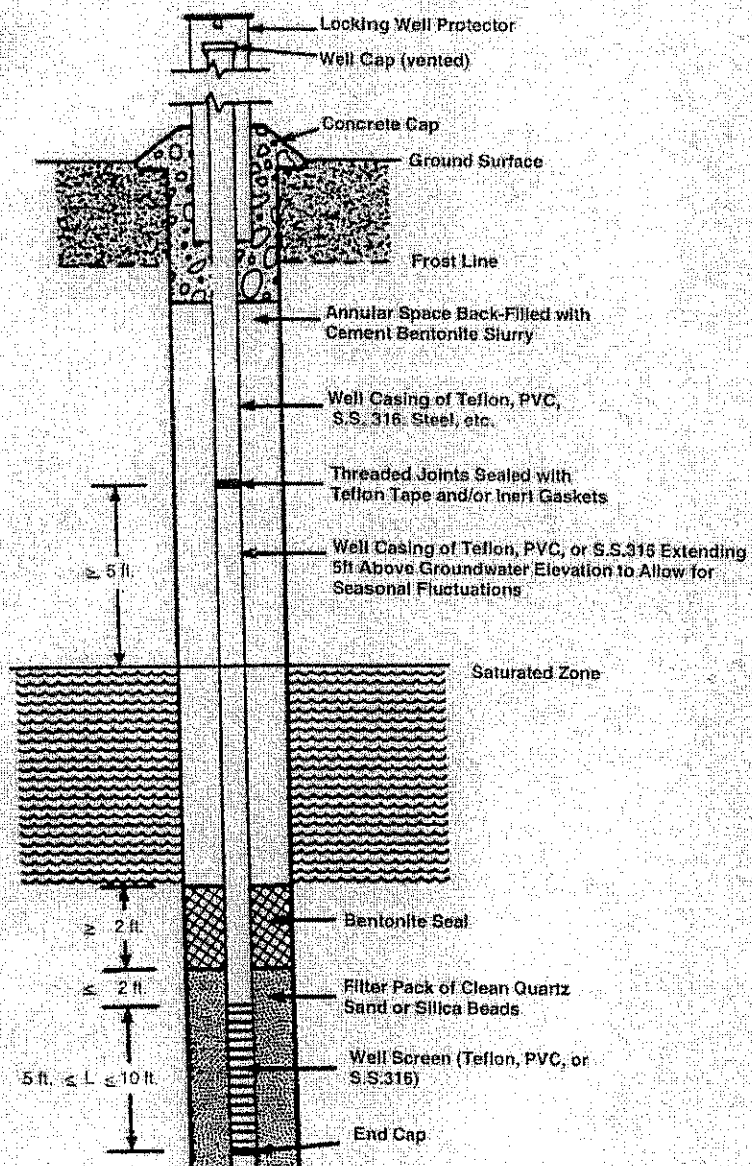 Locking Well Protector
Well Cap (vented)
Concrete Cap
Ground Surface
Frost Line
Annular Space Back-Filled with
Cement Bentonite Slurry
Well Casing of Teflon, PVC,
S.S. 316. Steel, etc.
Threaded Joints Sealed with
Teflon Tape and/or Inert Gaskets
≥ 5 ft.
Well Casing of Teflon, PVC, or S.S.316 Extending
5ft Above Groundwater Elevation to Allow for
Seasonal Fluctuations
Saturated Zone
≥ 2 ft.
Bentonite Seal
≤ 2 ft.
Filter Pack of Clean Quartz
Sand or Silica Beads
5 ft. ≤ L ≤ 10 ft.
Well Screen (Teflon, PVC, or
S.S.316)
End Cap